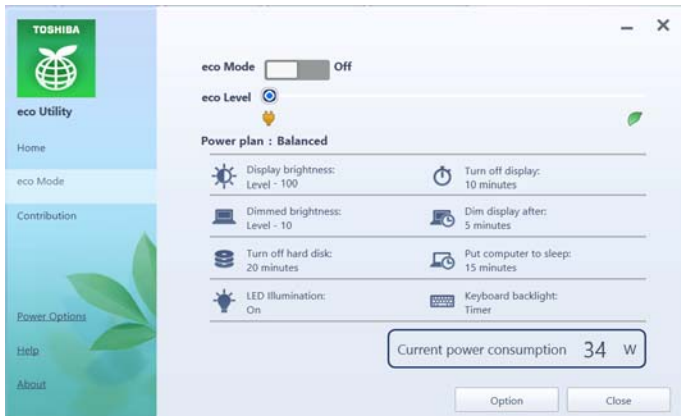 TOSHIBA
eco Utility
Home
eco Mode
Contribution
Power Options
Help
About
eco Mode Off
eco Level
Power plan : Balanced
Display brightness:
Level - 100
Turn off display:
10 minutes
Dimmed brightness:
Level - 10
Dim display after:
5 minutes
Turn off hard disk:
20 minutes
Put computer to sleep:
15 minutes
LED Illumination:
On
Keyboard backlight:
Timer
Current power consumption 34 W
Option Close